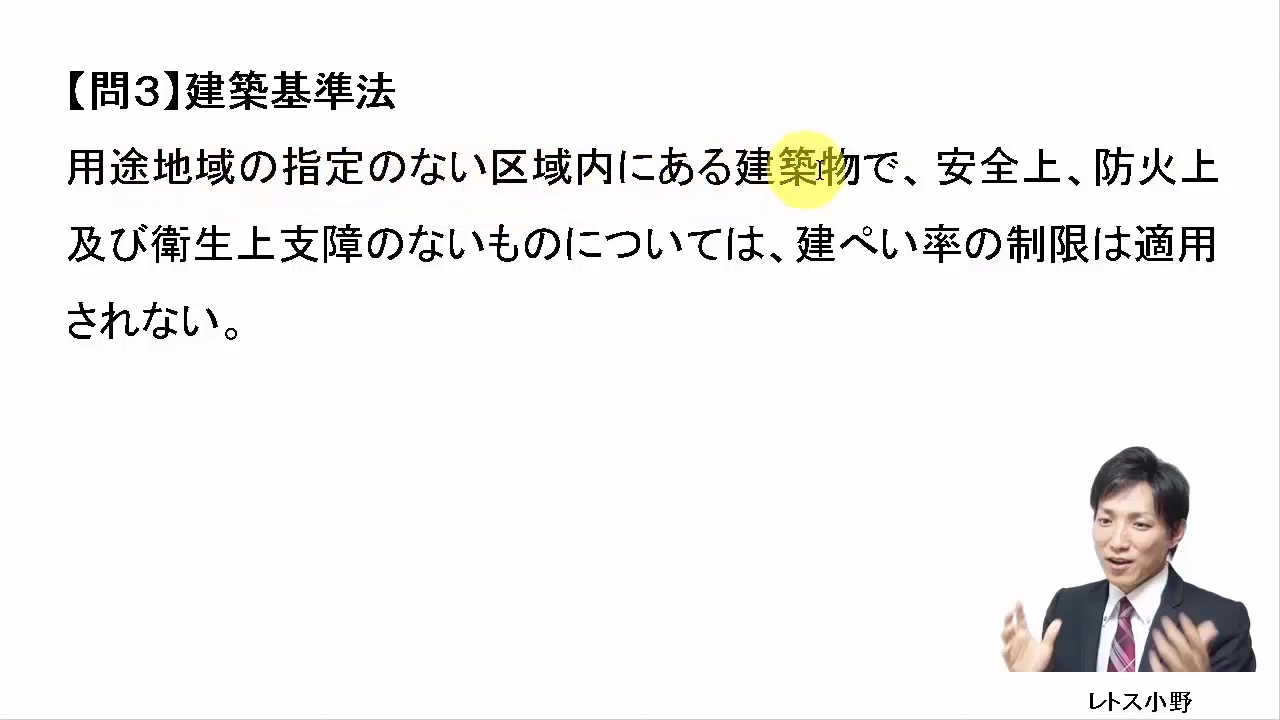 【問3】建築基準法
用途地域の指定のない区域内にある建築物で、安全上、防火上
及び衛生上支障のないものについては、建ぺい率の制限は適用
されない。
レトス小野